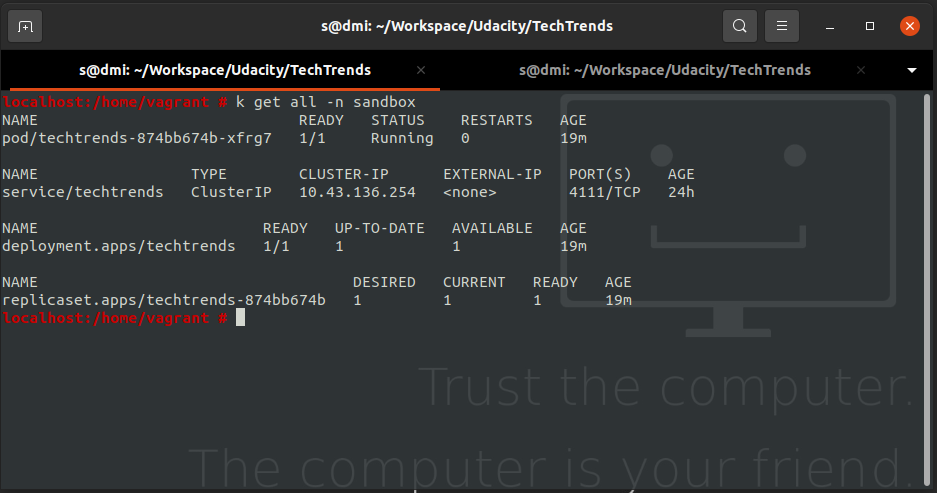 s@dmi: ~/Workspace/Udacity/TechTrends
s@dmi: ~/Workspace/Udacity/TechTrends × s@dmi: ~/Workspace/Udacity/TechTrends ×
localhost:/home/vagrant # k get all -n sandbox
NAME READY STATUS RESTARTS AGE
pod/techtrends-874bb674b-xfrg7 1/1 Running 0 19m
NAME TYPE CLUSTER-IP EXTERNAL-IP PORT(S) AGE
service/techtrends ClusterIP 10.43.136.254 <none> 4111/TCP 24h
NAME READY UP-TO-DATE AVAILABLE AGE
deployment.apps/techtrends 1/1 1 1 19m
NAME DESIRED CURRENT READY AGE
replicaset.apps/techtrends-874bb674b 1 1 1 19m
localhost:/home/vagrant #
Trust the computer.
The computer is your friend.